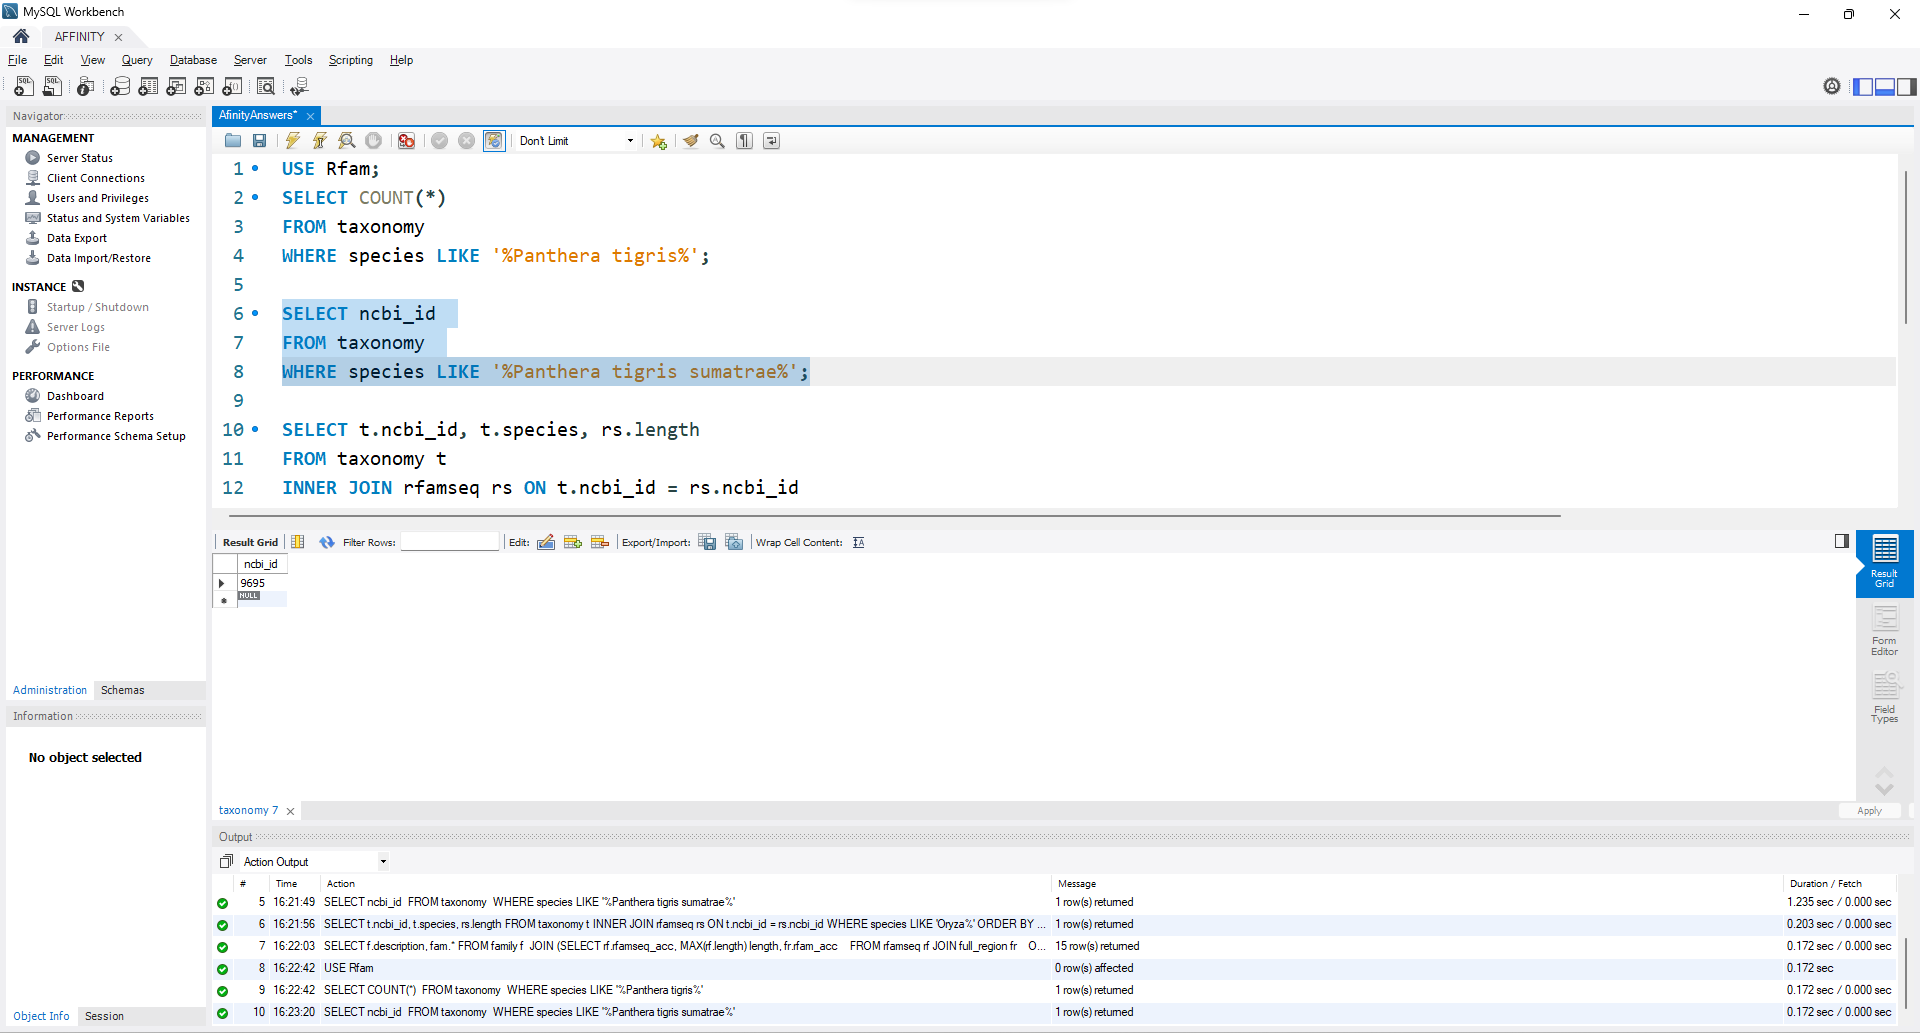 MySQL Workbench
AFFINITY
File Edit View Query Database Server Tools Scripting Help
Navigator
MANAGEMENT
Server Status
Client Connections
Users and Privileges
Status and System Variables
Data Export
Data Import/Restore
INSTANCE
Startup / Shutdown
Server Logs
Options File
PERFORMANCE
Dashboard
Performance Reports
Performance Schema Setup
Administration Schemas
Information
No object selected
Object Info Session
AfinityAnswers*
Don't Limit
1 USE Rfam;
2 SELECT COUNT(*)
3 FROM taxonomy
4 WHERE species LIKE '%Panthera tigris%';
5
6 SELECT ncbi_id
7 FROM taxonomy
8 WHERE species LIKE '%Panthera tigris sumatrae%';
9
10 SELECT t.ncbi_id, t.species, rs.length
11 FROM taxonomy t
12 INNER JOIN rfamseq rs ON t.ncbi_id = rs.ncbi_id
Result Grid Filter Rows: Edit: Export/Import: Wrap Cell Content:
ncbi_id
9695
NULL
Result
Grid
Form
Editor
Field
Types
taxonomy 7
Apply
Output
Action Output
# Time Action Message Duration / Fetch
5 16:21:49 SELECT ncbi_id FROM taxonomy WHERE species LIKE '%Panthera tigris sumatrae%' 1 row(s) returned 1.235 sec / 0.000 sec
6 16:21:56 SELECT t.ncbi_id, t.species, rs.length FROM taxonomy t INNER JOIN rfamseq rs ON t.ncbi_id = rs.ncbi_id WHERE species LIKE 'Oryza%' ORDER BY ... 1 row(s) returned 0.203 sec / 0.000 sec
7 16:22:03 SELECT f.description, fam.* FROM family f JOIN (SELECT rf.rfamseq_acc, MAX(rf.length) length, fr.rfam_acc FROM rfamseq rf JOIN full_region fr O... 15 row(s) returned 0.172 sec / 0.000 sec
8 16:22:42 USE Rfam 0 row(s) affected 0.172 sec
9 16:22:42 SELECT COUNT(*) FROM taxonomy WHERE species LIKE '%Panthera tigris%' 1 row(s) returned 0.172 sec / 0.000 sec
10 16:23:20 SELECT ncbi_id FROM taxonomy WHERE species LIKE '%Panthera tigris sumatrae%' 1 row(s) returned 0.172 sec / 0.000 sec